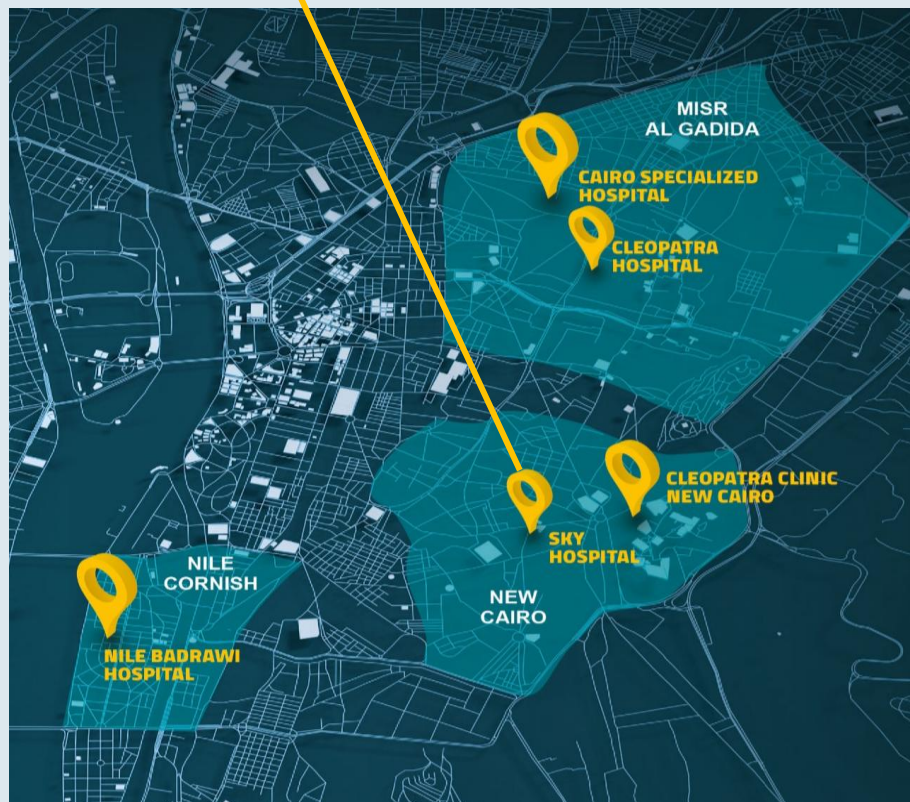 MISR
AL GADIDA
CAIRO SPECIALIZED
HOSPITAL
CLEOPATRA
HOSPITAL
CLEOPATRA CLINIC
NEW CAIRO
SKY
HOSPITAL
NILE
CORNISH
NEW
CAIRO
NILE BADRAWI
HOSPITAL